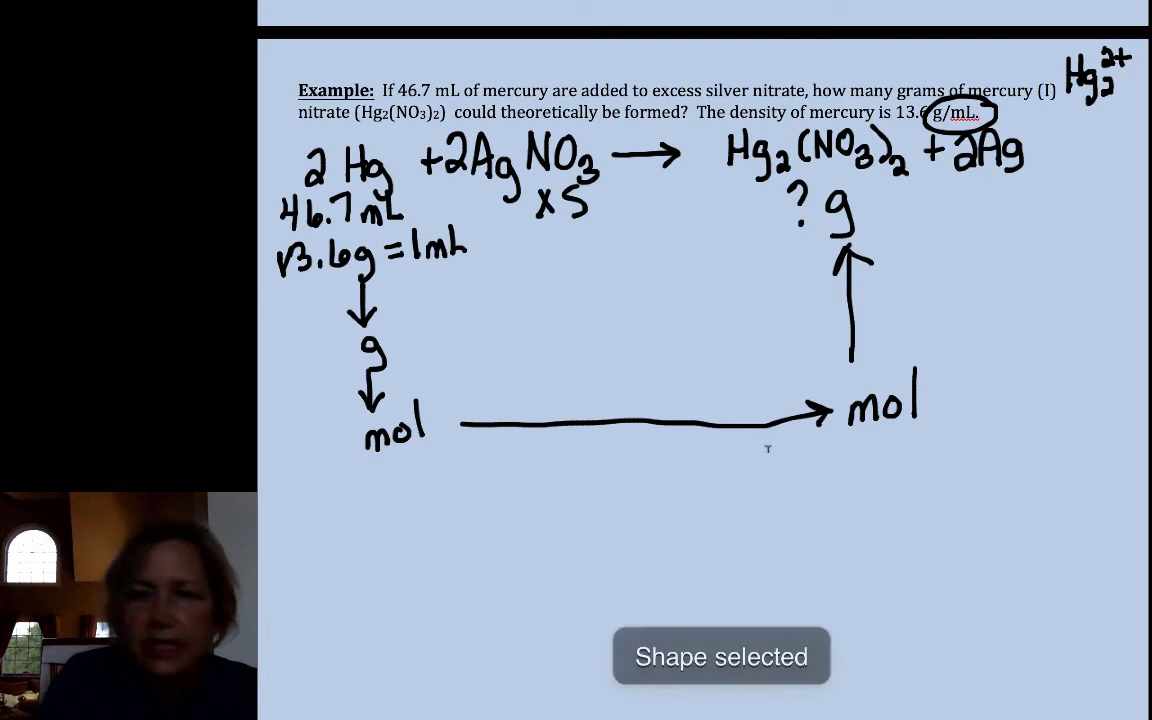 Hg₂²⁺
Example: If 46.7 mL of mercury are added to excess silver nitrate, how many grams of mercury (I)
nitrate (Hg₂(NO₃)₂) could theoretically be formed? The density of mercury is 13.6 g/mL.
2 Hg + 2AgNO₃ → Hg₂(NO₃)₂ + 2Ag
46.7 mL xS ? g
13.6g = 1mL
g
mol → mol
Shape selected